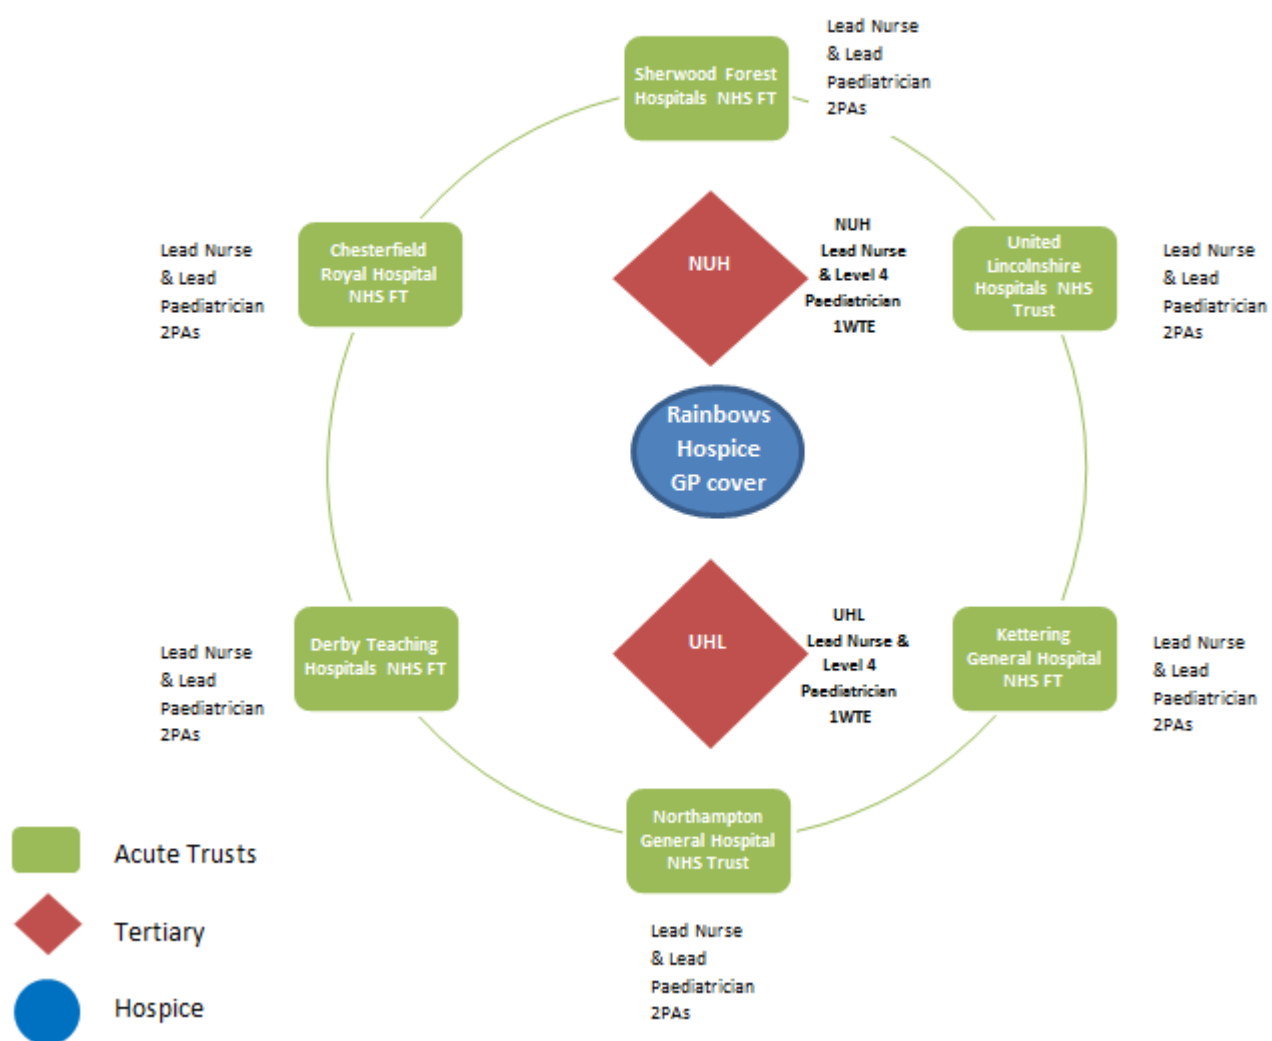 Sherwood Forest
Hospitals NHS FT
Lead Nurse
& Lead
Paediatrician
2PAs
Lead Nurse
& Lead
Paediatrician
2PAs
Chesterfield
Royal Hospital
NHS FT
NUH
NUH
Lead Nurse
& Level 4
Paediatrician
1WTE
United
Lincolnshire
Hospitals NHS
Trust
Lead Nurse
& Lead
Paediatrician
2PAs
Rainbows
Hospice
GP cover
Lead Nurse
& Lead
Paediatrician
2PAs
Derby Teaching
Hospitals NHS FT
UHL
UHL
Lead Nurse &
Level 4
Paediatrician
1WTE
Kettering
General Hospital
NHS FT
Lead Nurse
& Lead
Paediatrician
2PAs
Northampton
General Hospital
NHS Trust
Lead Nurse
& Lead
Paediatrician
2PAs
Acute Trusts
Tertiary
Hospice